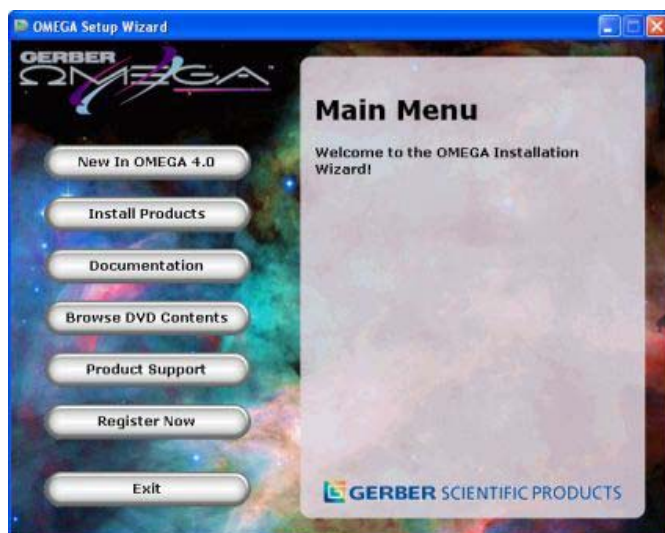 OMEGA Setup Wizard
GERBER
ΩMEGA
Main Menu
Welcome to the OMEGA Installation
Wizard!
New In OMEGA 4.0
Install Products
Documentation
Browse DVD Contents
Product Support
Register Now
Exit
GERBER SCIENTIFIC PRODUCTS